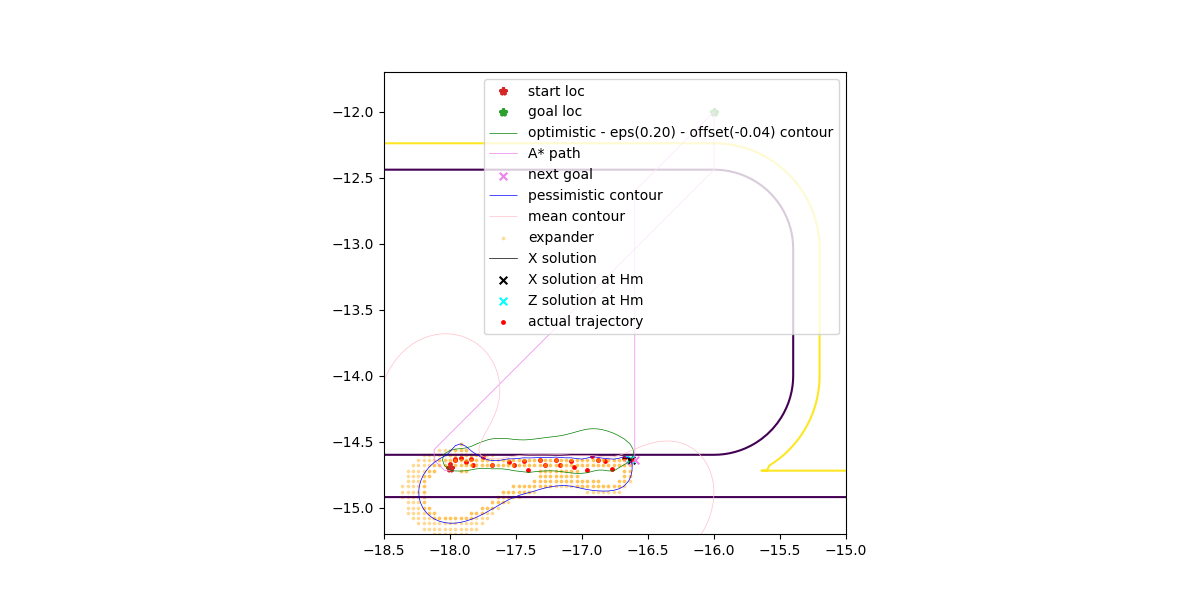 start loc
goal loc
optimistic - eps(0.20) - offset(-0.04) contour
A* path
next goal
pessimistic contour
mean contour
expander
X solution
X solution at Hm
Z solution at Hm
actual trajectory
−12.0
−12.5
−13.0
−13.5
−14.0
−14.5
−15.0
−18.5 −18.0 −17.5 −17.0 −16.5 −16.0 −15.5 −15.0